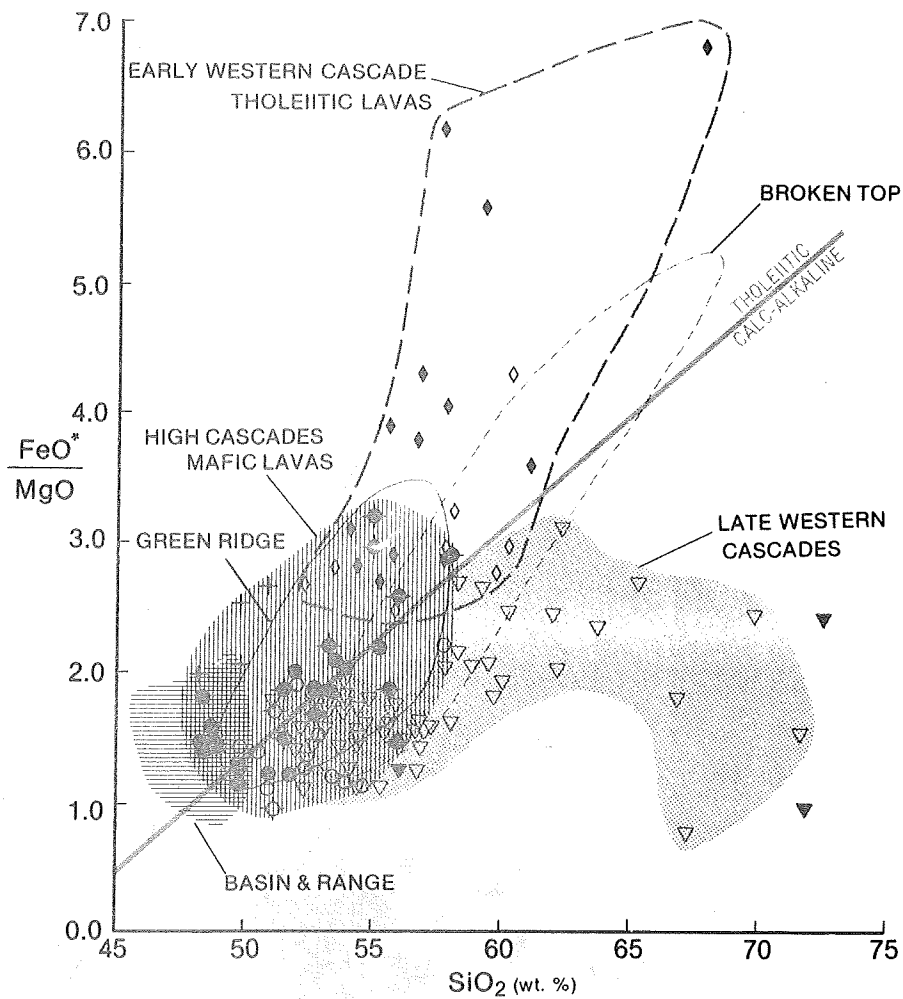 7.0
EARLY WESTERN CASCADE
THOLEIITIC LAVAS
6.0
BROKEN TOP
5.0
THOLEIITIC
CALC-ALKALINE
4.0
FeO*
MgO
HIGH CASCADES
MAFIC LAVAS
3.0
GREEN RIDGE
LATE WESTERN
CASCADES
2.0
1.0
BASIN & RANGE
0.0
45 50 55 60 65 70 75
SiO₂ (wt. %)